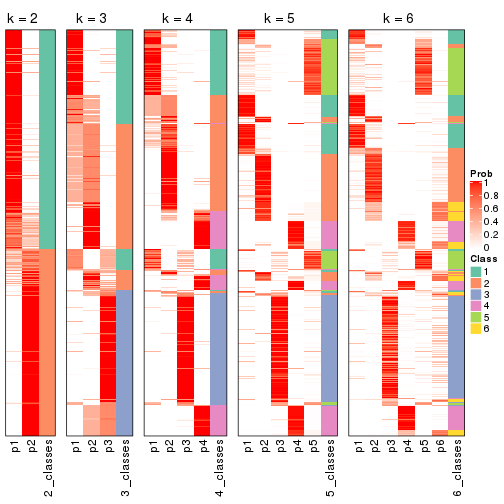 k = 2
k = 3
k = 4
k = 5
k = 6
p1
p2
2_classes
p1
p2
p3
3_classes
p1
p2
p3
p4
4_classes
p1
p2
p3
p4
p5
5_classes
p1
p2
p3
p4
p5
p6
6_classes
Prob
1
0.8
0.6
0.4
0.2
0
Class
1
2
3
4
5
6